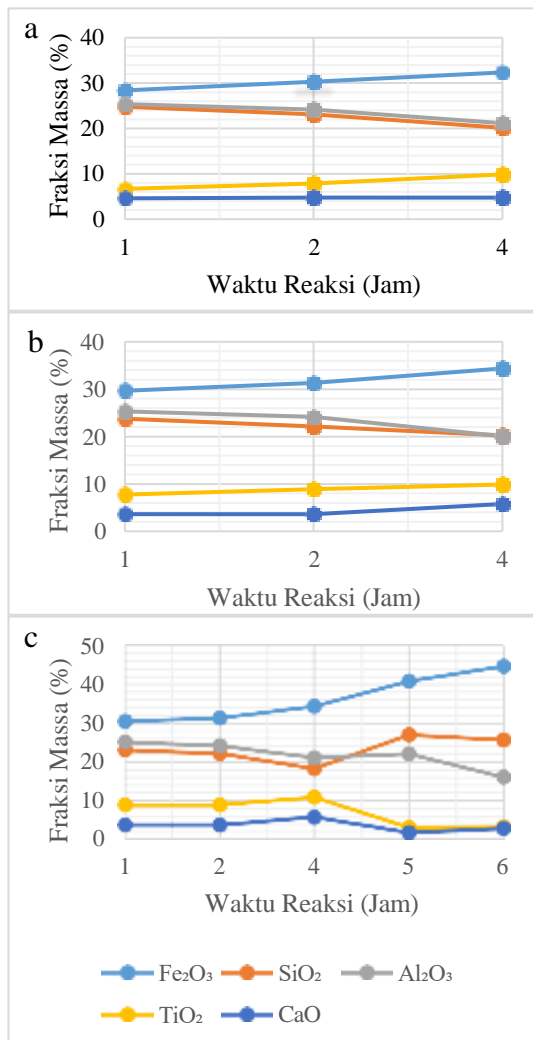 a
Fraksi Massa (%)
40
30
20
10
0
1 2 4
Waktu Reaksi (Jam)
b
Fraksi Massa (%)
40
30
20
10
0
1 2 4
Waktu Reaksi (Jam)
c
Fraksi Massa (%)
50
40
30
20
10
0
1 2 4 5 6
Waktu Reaksi (Jam)
Fe₂O₃ SiO₂ Al₂O₃
TiO₂ CaO